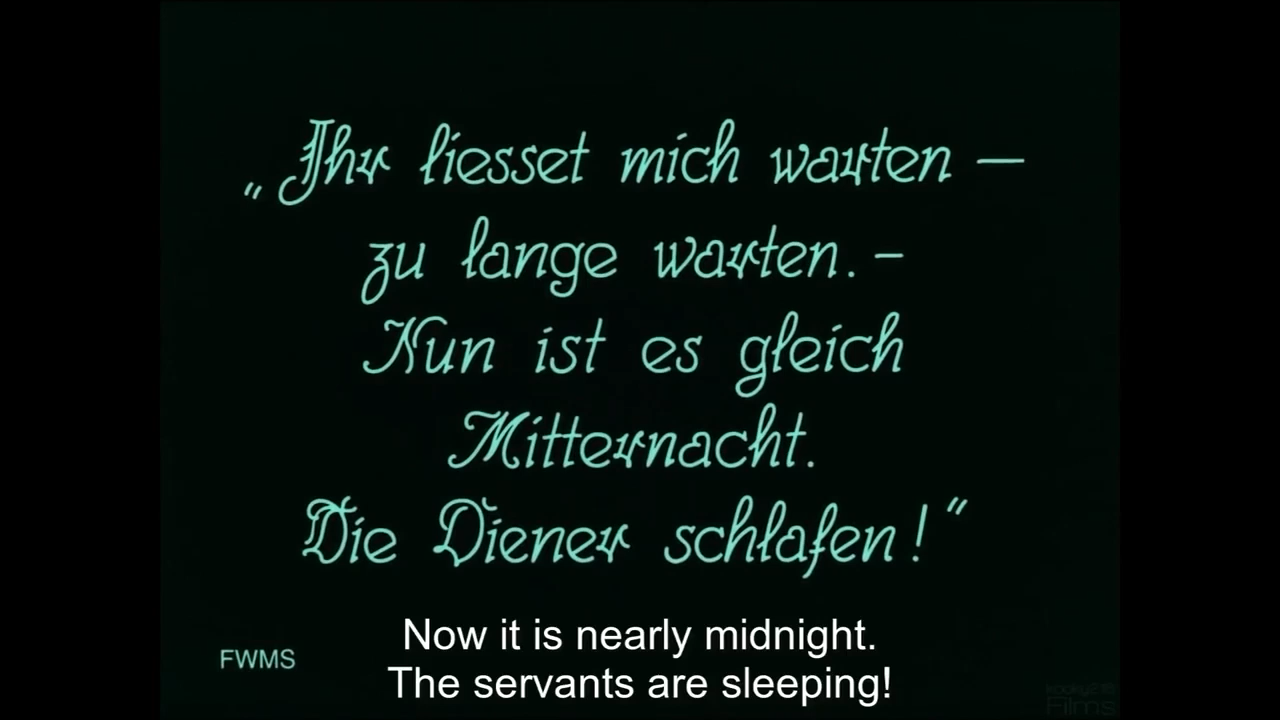 „Ihr liesset mich warten —
zu lange warten. –
Nun ist es gleich
Mitternacht.
Die Diener schlafen!“
Now it is nearly midnight.
The servants are sleeping!
FWMS
Films